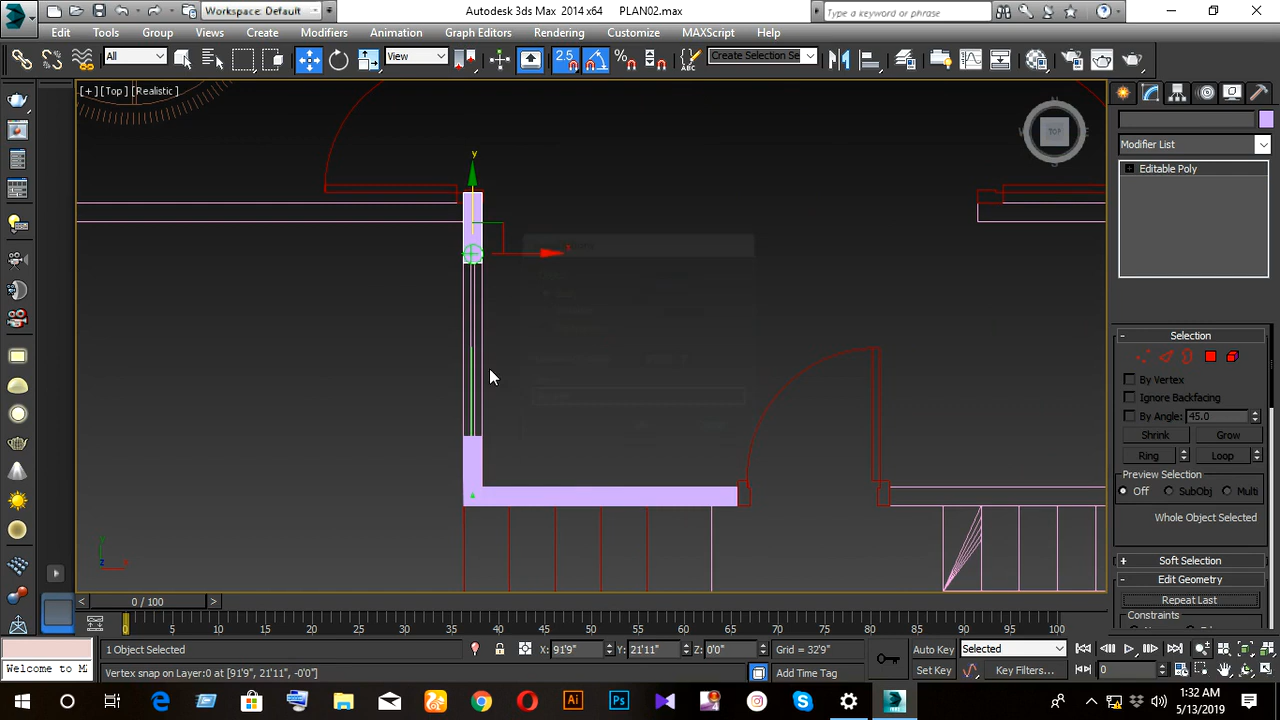 Workspace: Default
Autodesk 3ds Max 2014 x64 PLAN02.max
Type a keyword or phrase
Edit Tools Group Views Create Modifiers Animation Graph Editors Rendering Customize MAXScript Help
All
View
2.5
Create Selection Se
[+] [Top] [Realistic]
N
TOP
W
E
S
y
x
Modifier List
Editable Poly
Selection
By Vertex
Ignore Backfacing
By Angle: 45.0
Shrink Grow
Ring Loop
Preview Selection
Off SubObj Multi
Whole Object Selected
+ Soft Selection
- Edit Geometry
Repeat Last
Constraints
0 / 100
0 5 10 15 20 25 30 35 40 45 50 55 60 65 70 75 80 85 90 95 100
1 Object Selected
X: 91'9" Y: 21'11" Z: 0'0" Grid = 32'9"
Auto Key Selected
Welcome to M
Vertex snap on Layer:0 at [91'9", 21'11", -0'0"]
Add Time Tag
Set Key
Key Filters...
0
Ai
Ps
1:32 AM
5/13/2019